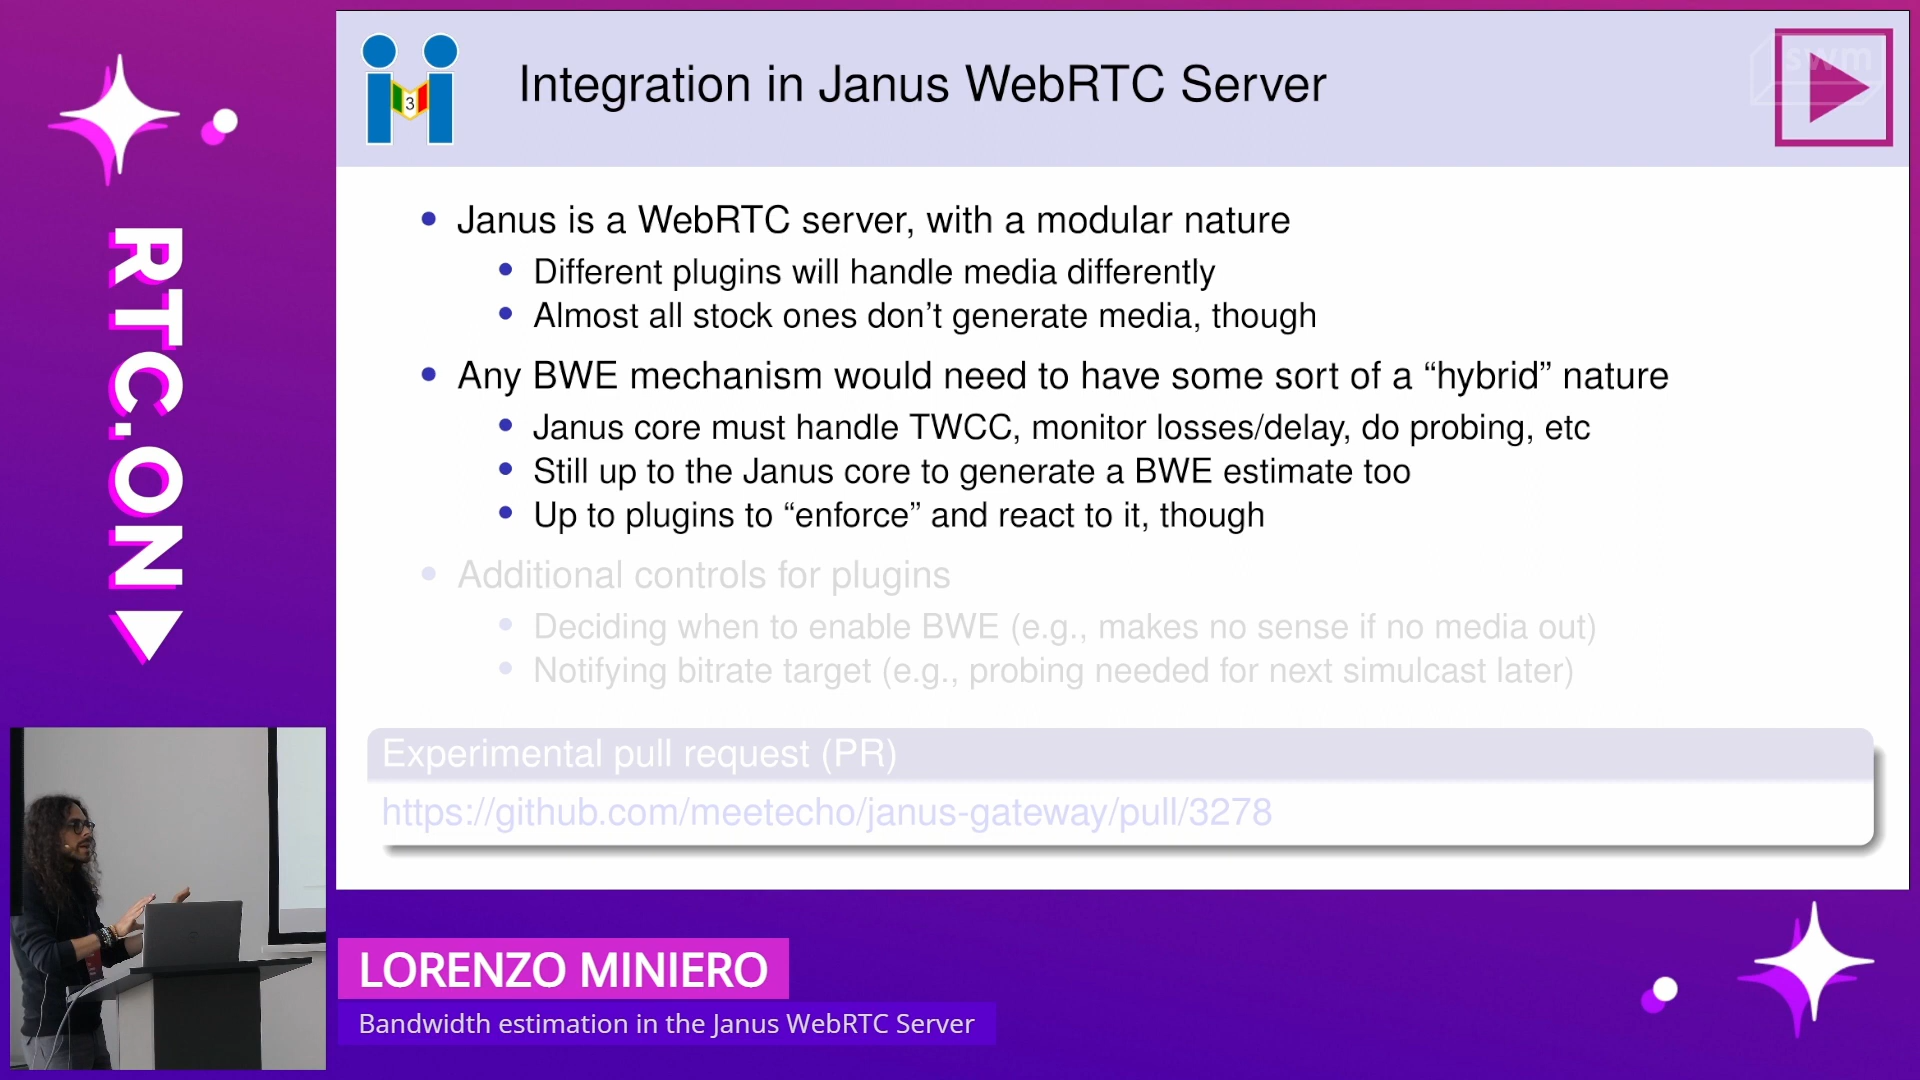 RTC.ON
3
Integration in Janus WebRTC Server
swm
Janus is a WebRTC server, with a modular nature
Different plugins will handle media differently
Almost all stock ones don't generate media, though
Any BWE mechanism would need to have some sort of a “hybrid” nature
Janus core must handle TWCC, monitor losses/delay, do probing, etc
Still up to the Janus core to generate a BWE estimate too
Up to plugins to “enforce” and react to it, though
Additional controls for plugins
Deciding when to enable BWE (e.g., makes no sense if no media out)
Notifying bitrate target (e.g., probing needed for next simulcast later)
Experimental pull request (PR)
https://github.com/meetecho/janus-gateway/pull/3278
LORENZO MINIERO
Bandwidth estimation in the Janus WebRTC Server